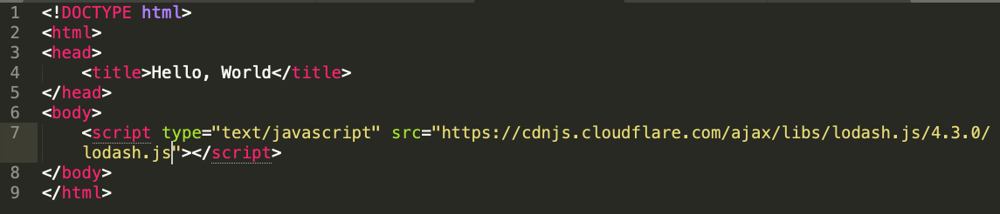 1 <!DOCTYPE html>
2 <html>
3 <head>
4     <title>Hello, World</title>
5 </head>
6 <body>
7     <script type="text/javascript" src="https://cdnjs.cloudflare.com/ajax/libs/lodash.js/4.3.0/
lodash.js"></script>
8 </body>
9 </html>